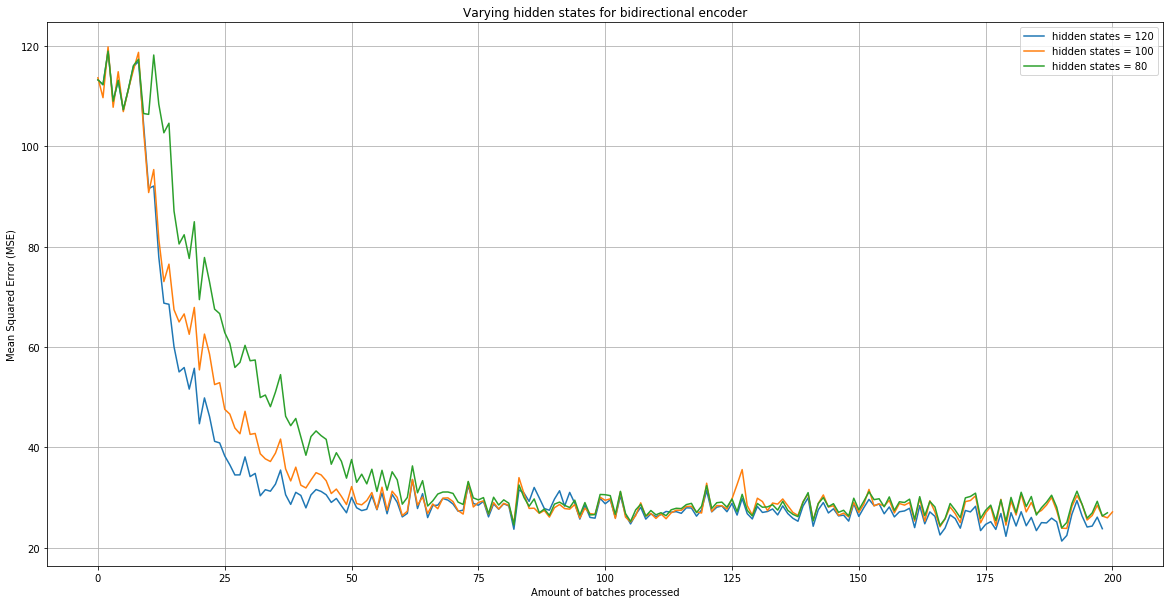 Varying hidden states for bidirectional encoder
hidden states = 120
hidden states = 100
hidden states = 80
Mean Squared Error (MSE)
120
100
80
60
40
20
0 25 50 75 100 125 150 175 200
Amount of batches processed